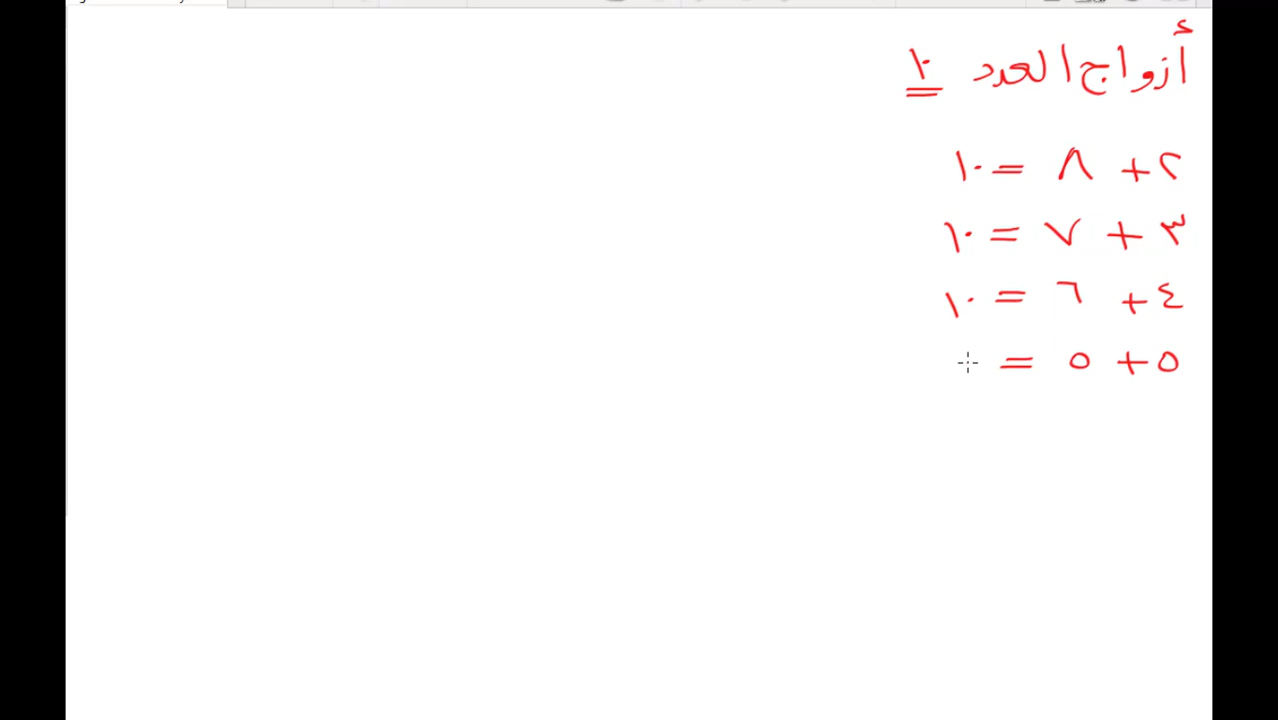 أزواج العدد ١٠
٢ + ٨ = ١٠
٣ + ٧ = ١٠
٤ + ٦ = ١٠
٥ + ٥ =